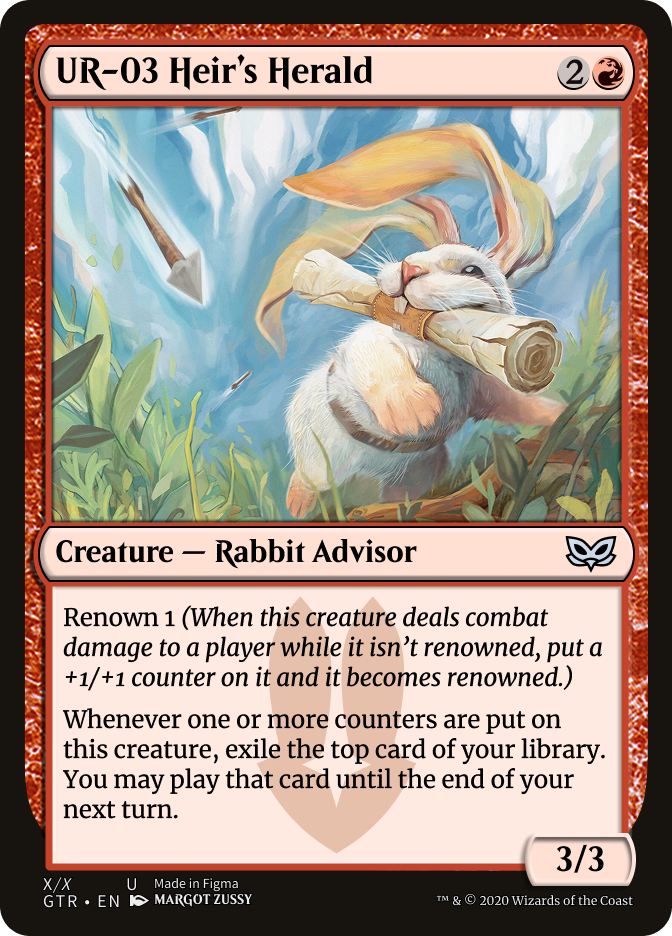 UR-03 Heir's Herald 2
Creature — Rabbit Advisor
Renown 1 (When this creature deals combat
damage to a player while it isn't renowned, put a
+1/+1 counter on it and it becomes renowned.)
Whenever one or more counters are put on
this creature, exile the top card of your library.
You may play that card until the end of your
next turn.
3/3
X/X U Made in Figma
GTR • EN MARGOT ZUSSY ™ & © 2020 Wizards of the Coast